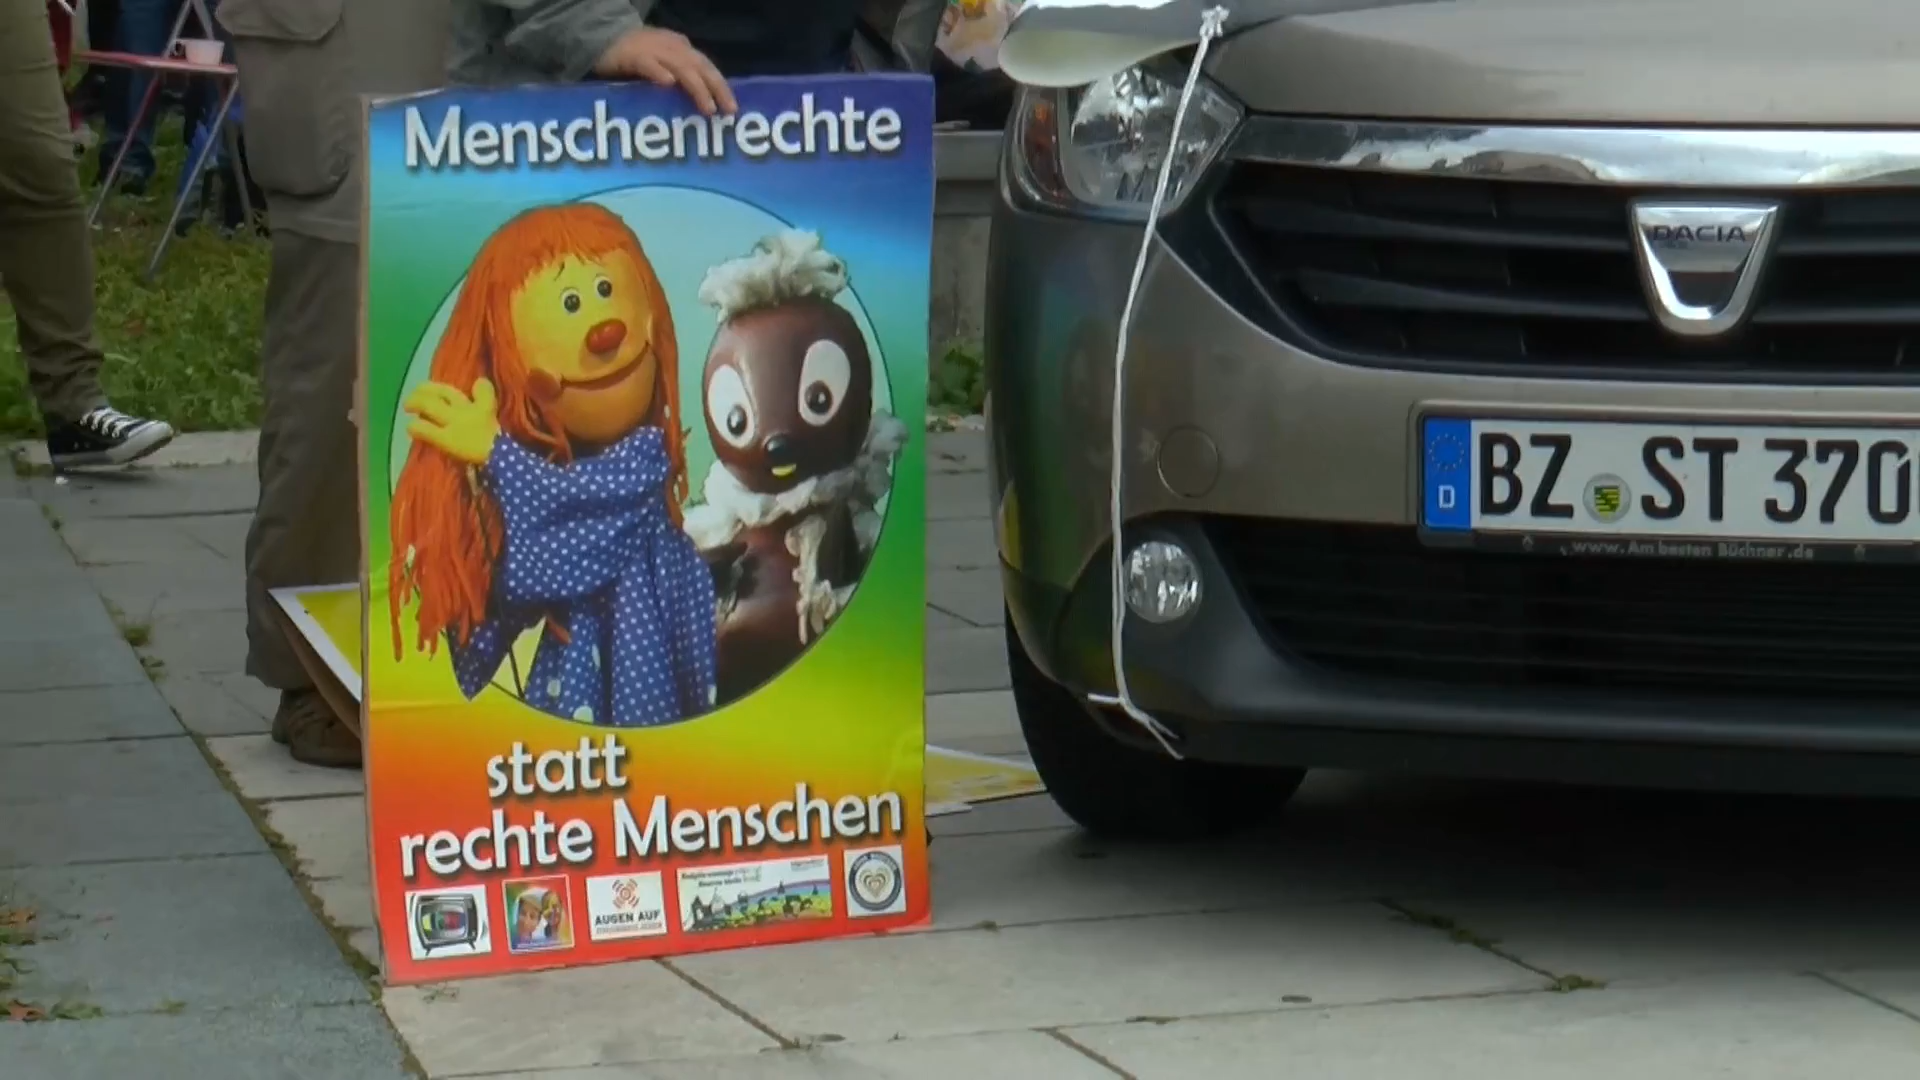 Menschenrechte
statt
rechte Menschen
AUGEN AUF
DACIA
D
BZ ST 370
www.Am besten Büchner.de